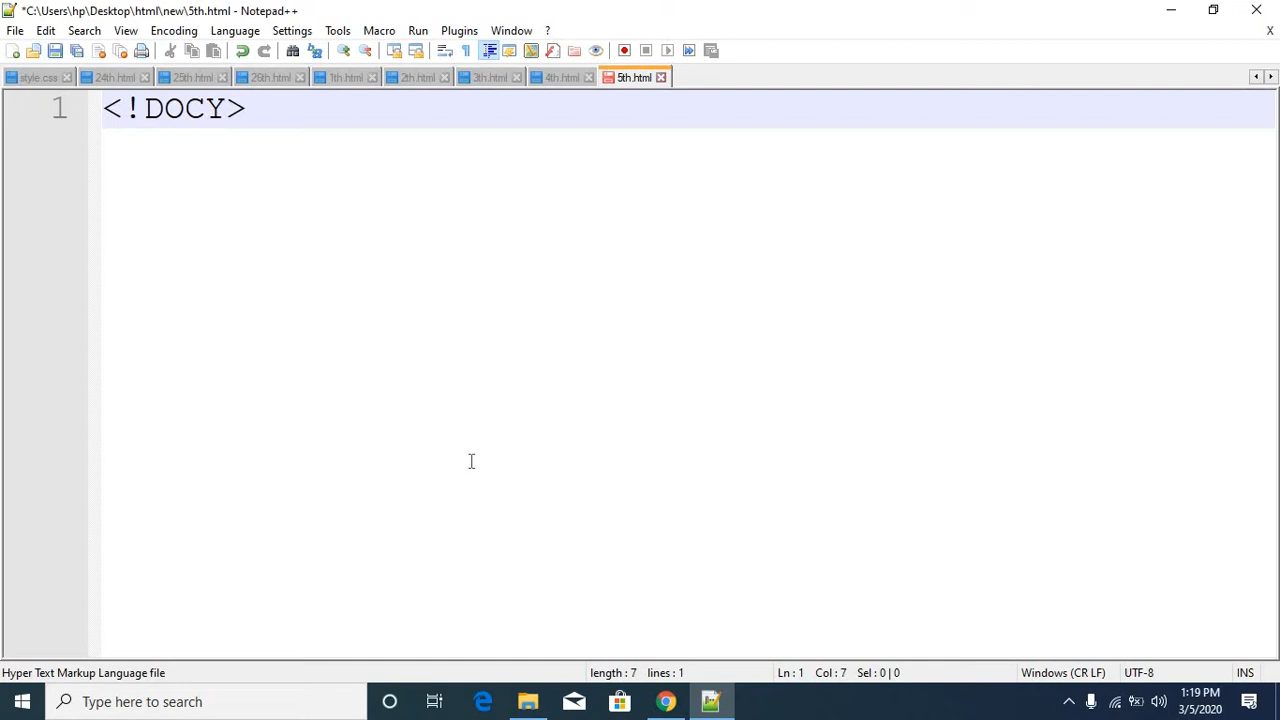 *C:\Users\hp\Desktop\html\new\5th.html - Notepad++
File Edit Search View Encoding Language Settings Tools Macro Run Plugins Window ? X
style.css 24th.html 25th.html 26th.html 1th.html 2th.html 3th.html 4th.html 5th.html
1 <!DOCY>
Hyper Text Markup Language file length : 7 lines : 1 Ln : 1 Col : 7 Sel : 0 | 0 Windows (CR LF) UTF-8 INS
Type here to search 1:19 PM
3/5/2020